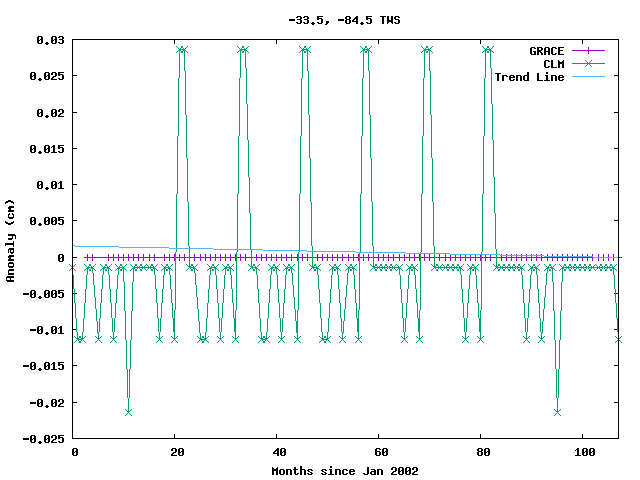 -33.5, -84.5 TWS
GRACE
CLM
Trend Line
0.03
0.025
0.02
0.015
0.01
0.005
0
-0.005
-0.01
-0.015
-0.02
-0.025
Anomaly (cm)
0 20 40 60 80 100
Months since Jan 2002